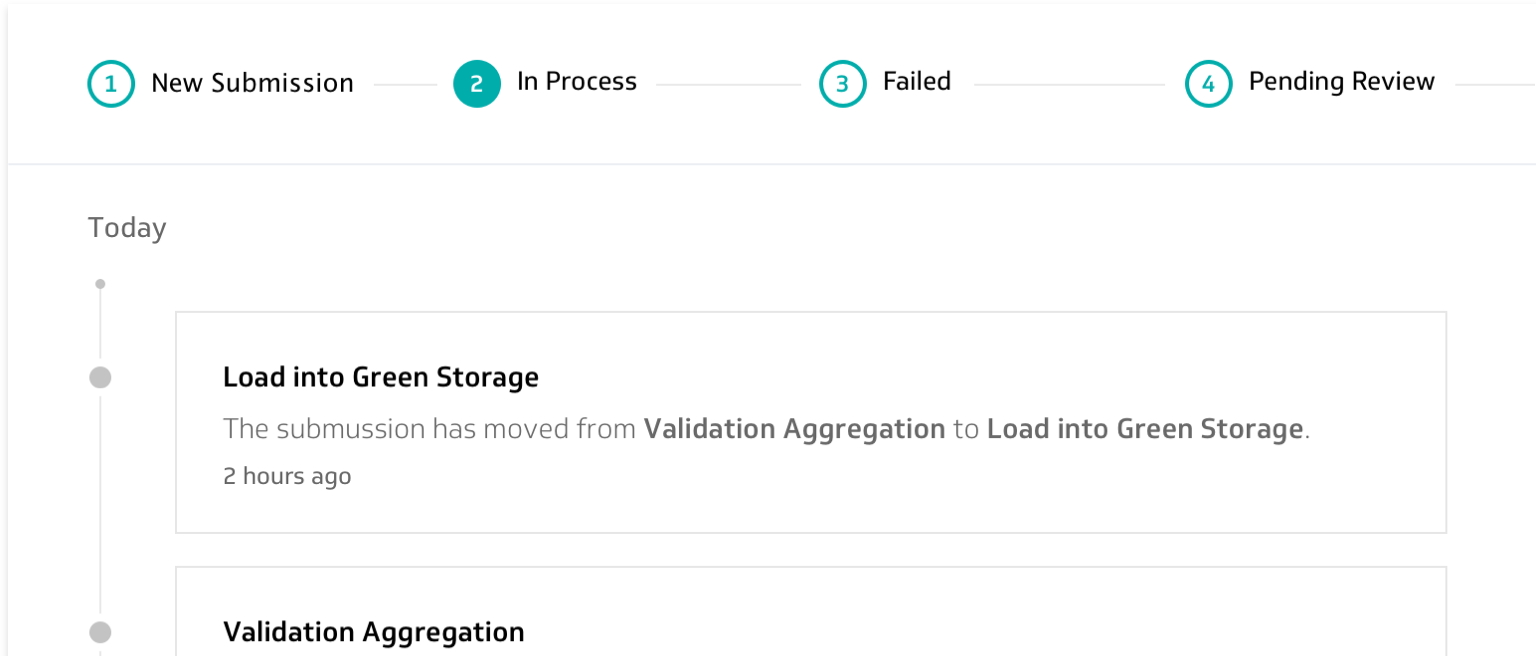 1 New Submission 2 In Process 3 Failed 4 Pending Review
Today
Load into Green Storage
The submussion has moved from Validation Aggregation to Load into Green Storage.
2 hours ago
Validation Aggregation